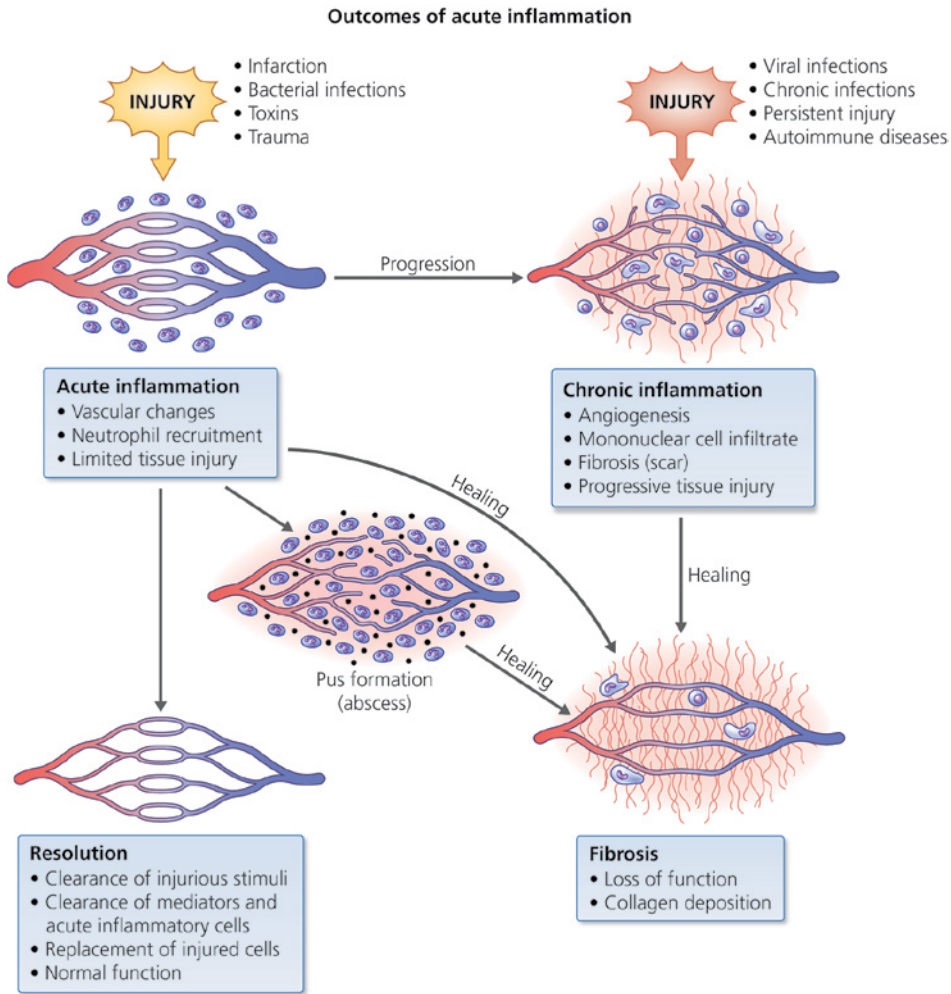 Outcomes of acute inflammation
INJURY
• Infarction
• Bacterial infections
• Toxins
• Trauma
INJURY
• Viral infections
• Chronic infections
• Persistent injury
• Autoimmune diseases
Progression
Acute inflammation
• Vascular changes
• Neutrophil recruitment
• Limited tissue injury
Chronic inflammation
• Angiogenesis
• Mononuclear cell infiltrate
• Fibrosis (scar)
• Progressive tissue injury
Healing
Healing
Pus formation
(abscess)
Healing
Resolution
• Clearance of injurious stimuli
• Clearance of mediators and
acute inflammatory cells
• Replacement of injured cells
• Normal function
Fibrosis
• Loss of function
• Collagen deposition